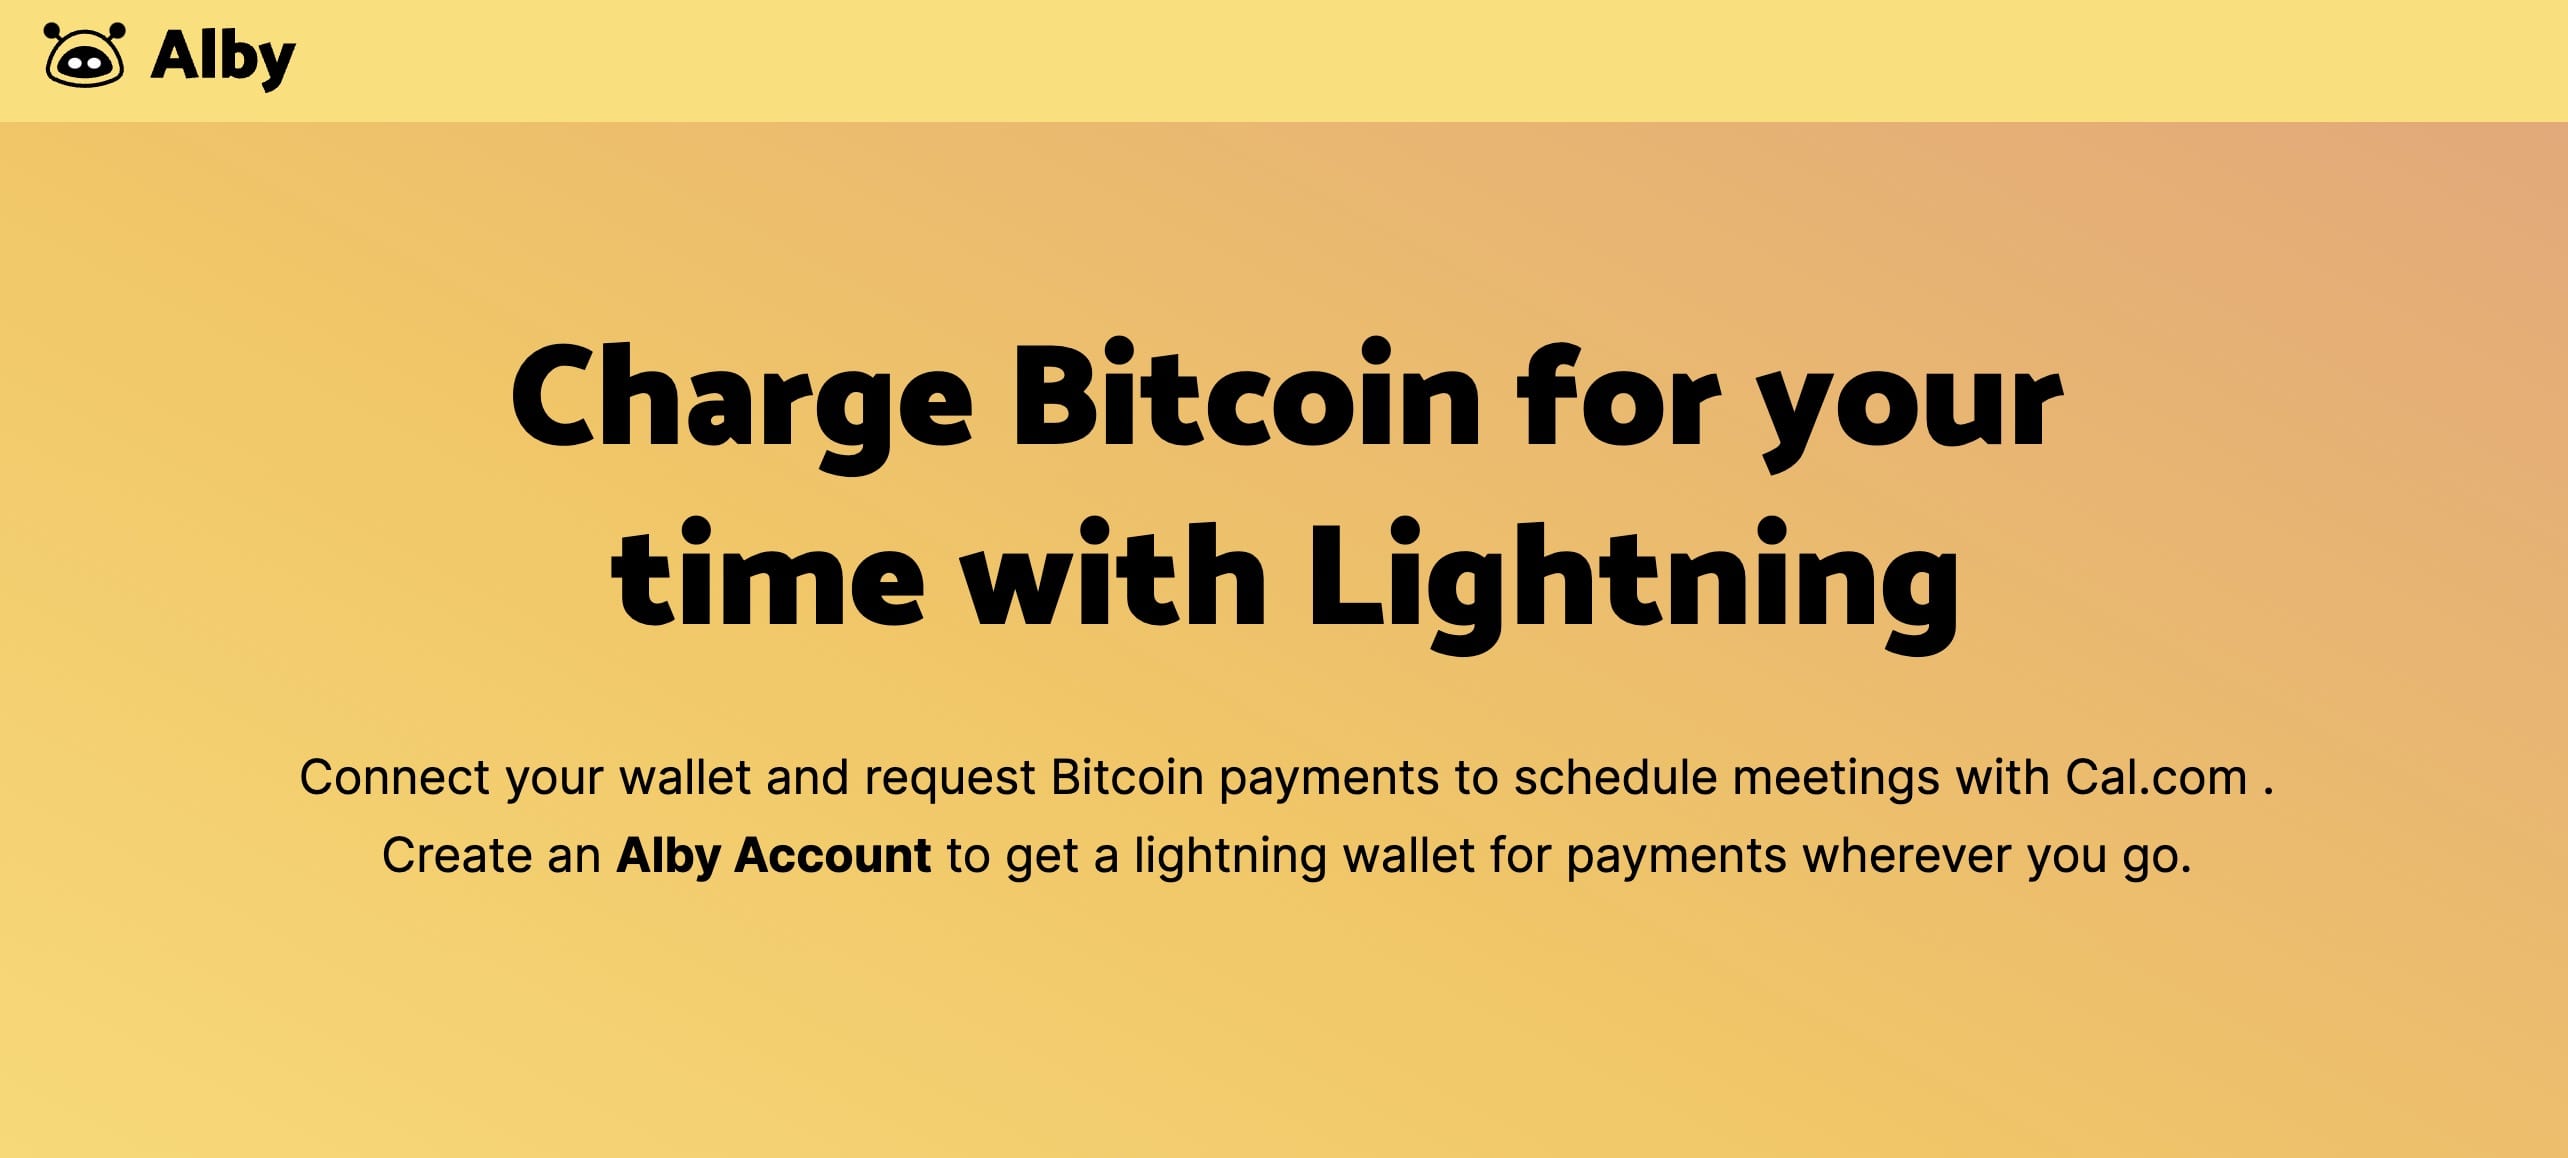 Alby
Charge Bitcoin for your
time with Lightning
Connect your wallet and request Bitcoin payments to schedule meetings with Cal.com .
Create an Alby Account to get a lightning wallet for payments wherever you go.